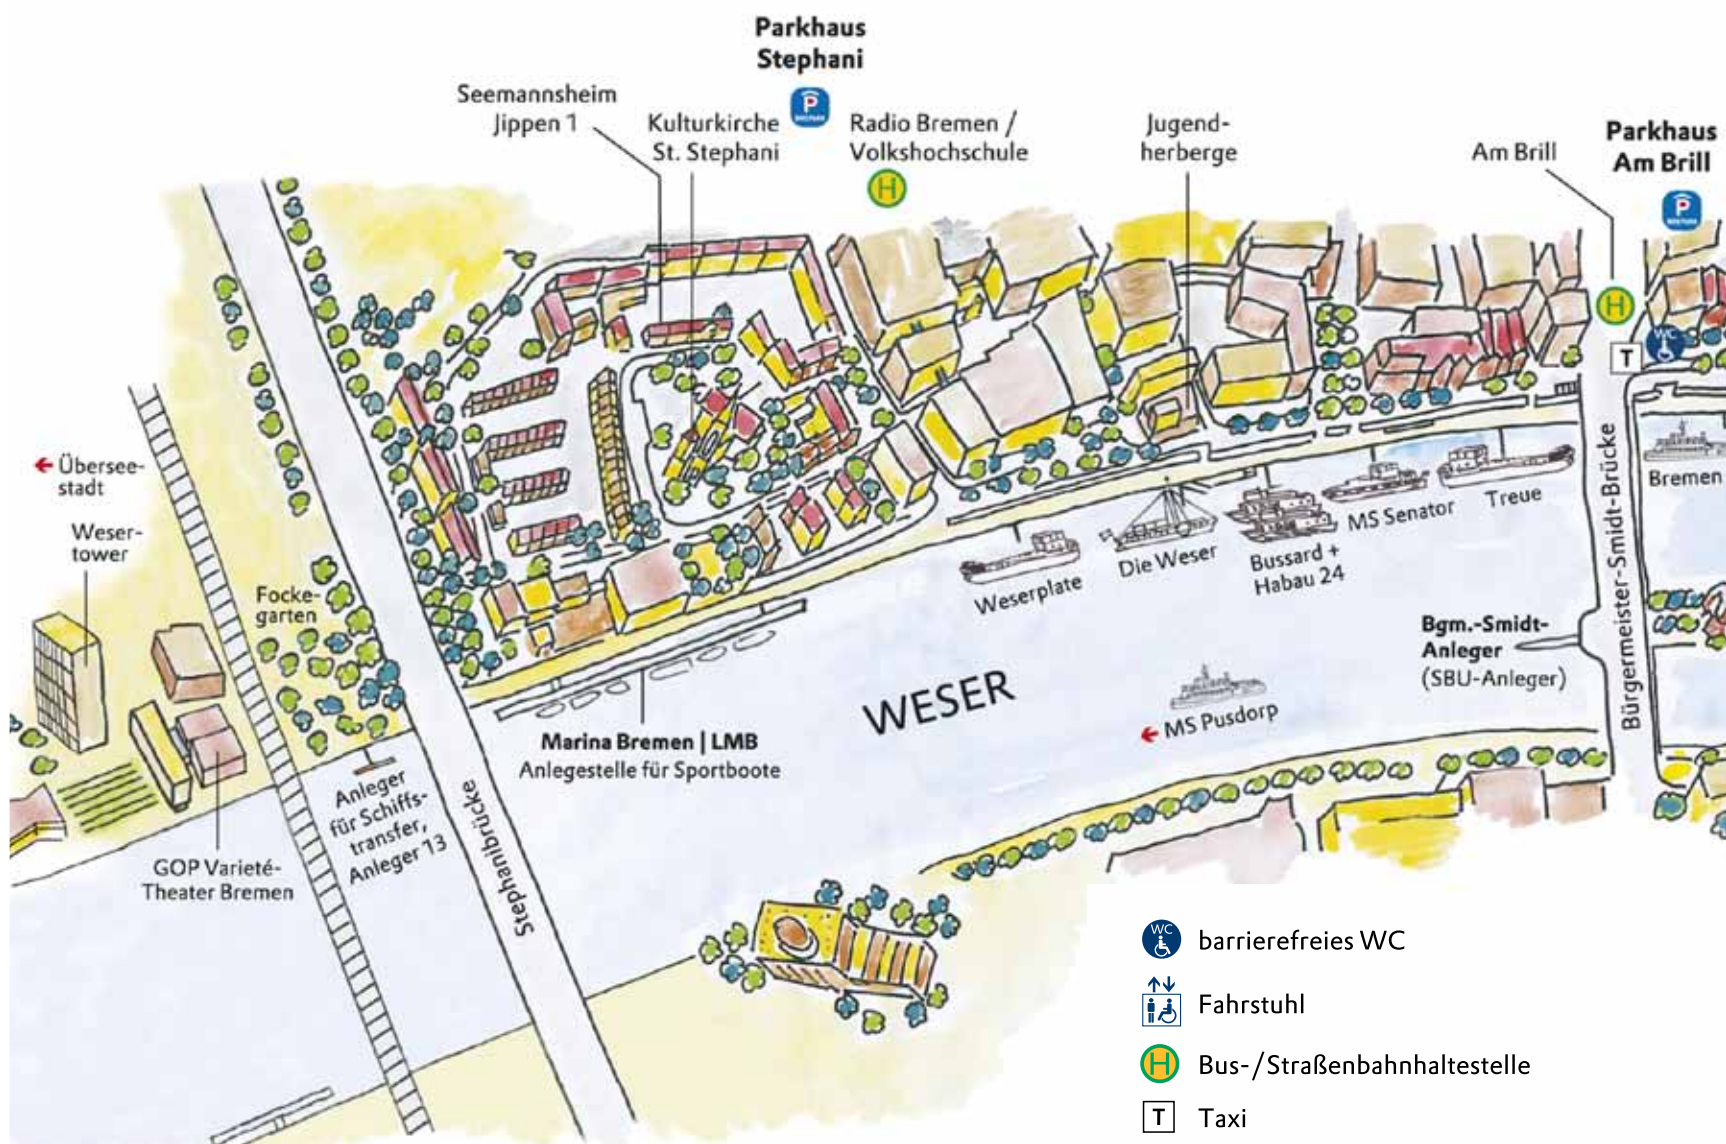 Parkhaus
Stephani
P
Seemannsheim
Jippen 1
Kulturkirche
St. Stephani
Radio Bremen /
Volkshochschule
H
Jugend-
herberge
Am Brill
Parkhaus
Am Brill
P
H
T
WC
Übersee-
stadt
Weser-
tower
Focke-
garten
GOP Varieté-
Theater Bremen
Anleger
für Schiffs-
transfer,
Anleger 13
Stephanibrücke
Marina Bremen | LMB
Anlegestelle für Sportboote
WESER
Weserplate
Die Weser
Bussard +
Habau 24
MS Senator
Treue
Bremen
MS Pusdorp
Bgm.-Smidt-
Anleger
(SBU-Anleger)
Bürgermeister-Smidt-Brücke
WC barrierefreies WC
Fahrstuhl
H Bus-/Straßenbahnhaltestelle
T Taxi